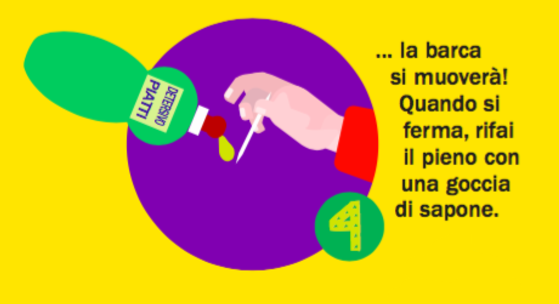 DETERSIVO
PIATTI
... la barca
si muoverà!
Quando si
ferma, rifai
il pieno con
una goccia
di sapone.
4